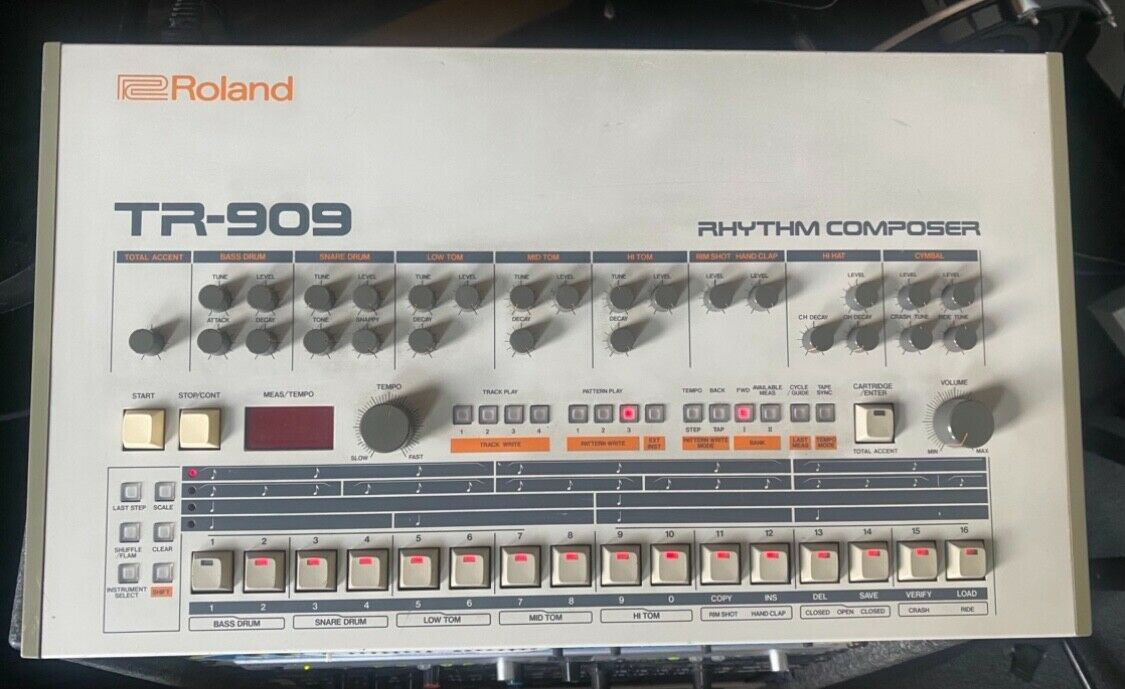 Roland
TR-909
RHYTHM COMPOSER
TOTAL ACCENT BASS DRUM SNARE DRUM LOW TOM MID TOM HI TOM RIM SHOT HAND CLAP HI HAT CYMBAL
TUNE LEVEL TUNE LEVEL TUNE LEVEL TUNE LEVEL TUNE LEVEL LEVEL LEVEL LEVEL LEVEL
ATTACK DECAY TONE SNAPPY DECAY DECAY DECAY CH DECAY OH DECAY CRASH TUNE RIDE TUNE
START STOP/CONT MEAS/TEMPO TEMPO TRACK PLAY PATTERN PLAY TEMPO BACK FWD AVAILABLE MEAS CYCLE /GUIDE TAPE SYNC CARTRIDGE /ENTER VOLUME
1 2 3 4 1 2 3 STEP TAP I II
TRACK WRITE PATTERN WRITE EXT INST PATTERN WRITE MODE BANK LAST MEAS TEMPO MODE TOTAL ACCENT
SLOW FAST MIN MAX
LAST STEP SCALE
SHUFFLE /FLAM CLEAR
INSTRUMENT SELECT SHIFT
1 2 3 4 5 6 7 8 9 10 11 12 13 14 15 16
1 2 3 4 5 6 7 8 9 0 COPY INS DEL SAVE VERIFY LOAD
BASS DRUM SNARE DRUM LOW TOM MID TOM HI TOM RIM SHOT HAND CLAP CLOSED OPEN CLOSED CRASH RIDE